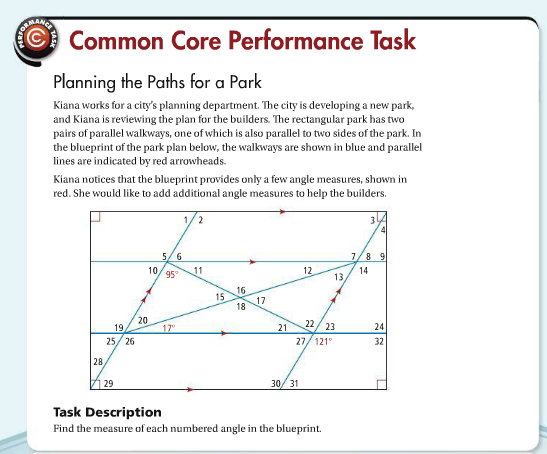 PERFORMANCE TASK
C
Common Core Performance Task
Planning the Paths for a Park
Kiana works for a city's planning department. The city is developing a new park,
and Kiana is reviewing the plan for the builders. The rectangular park has two
pairs of parallel walkways, one of which is also parallel to two sides of the park. In
the blueprint of the park plan below, the walkways are shown in blue and parallel
lines are indicated by red arrowheads.
Kiana notices that the blueprint provides only a few angle measures, shown in
red. She would like to add additional angle measures to help the builders.
1 2 3
4
5 6 7 8 9
10 95° 11 12 13 14
15 16 17
18
19 20 17° 21 22 23 24
25 26 27 121° 32
28
29 30 31
Task Description
Find the measure of each numbered angle in the blueprint.